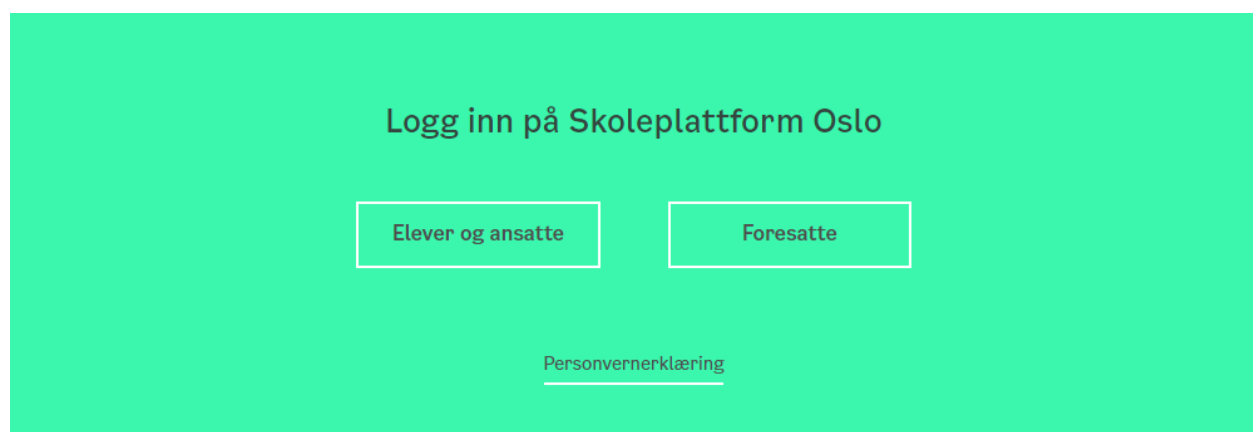 Logg inn på Skoleplattform Oslo
Elever og ansatte
Foresatte
Personvernerklæring